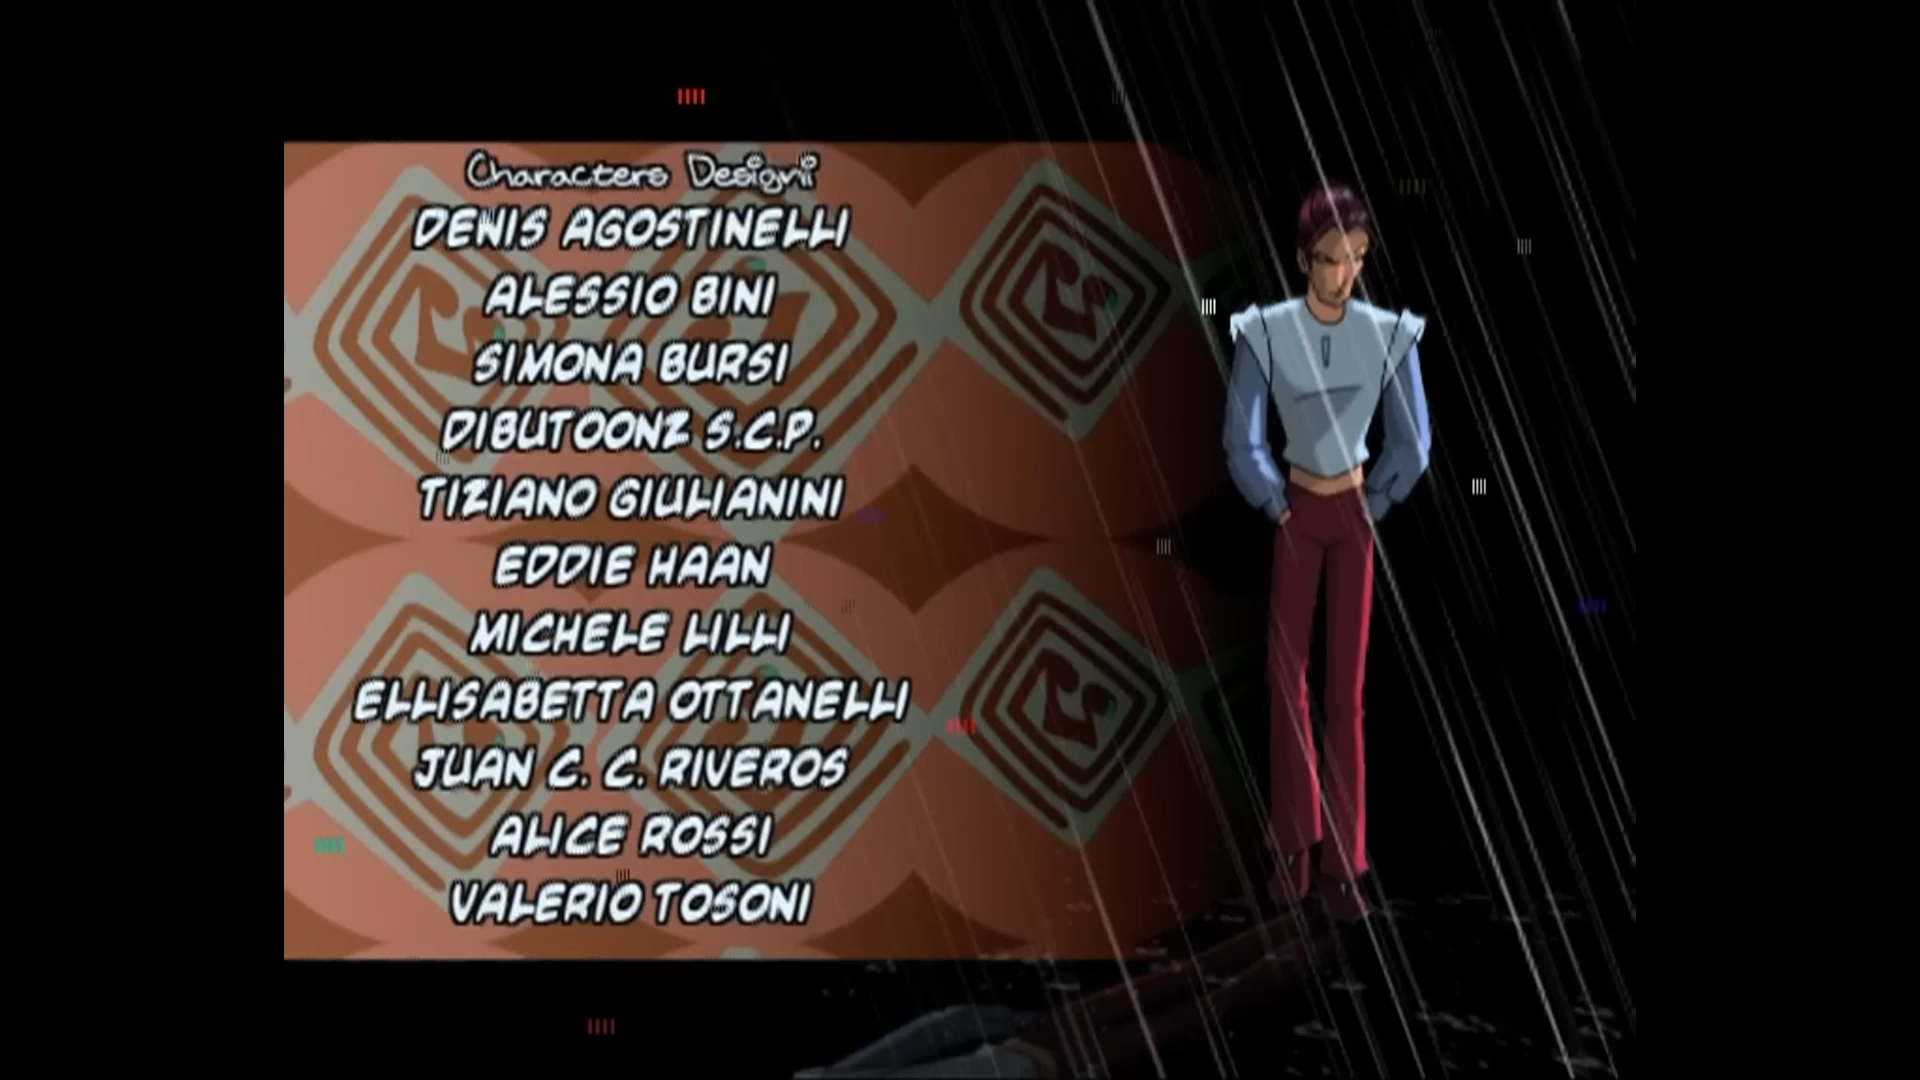 Characters Design
DENIS AGOSTINELLI
ALESSIO BINI
SIMONA BURSI
DIBUTOONZ S.C.P.
TIZIANO GIULIANINI
EDDIE HAAN
MICHELE LILLI
ELLISABETTA OTTANELLI
JUAN C. C. RIVEROS
ALICE ROSSI
VALERIO TOSONI